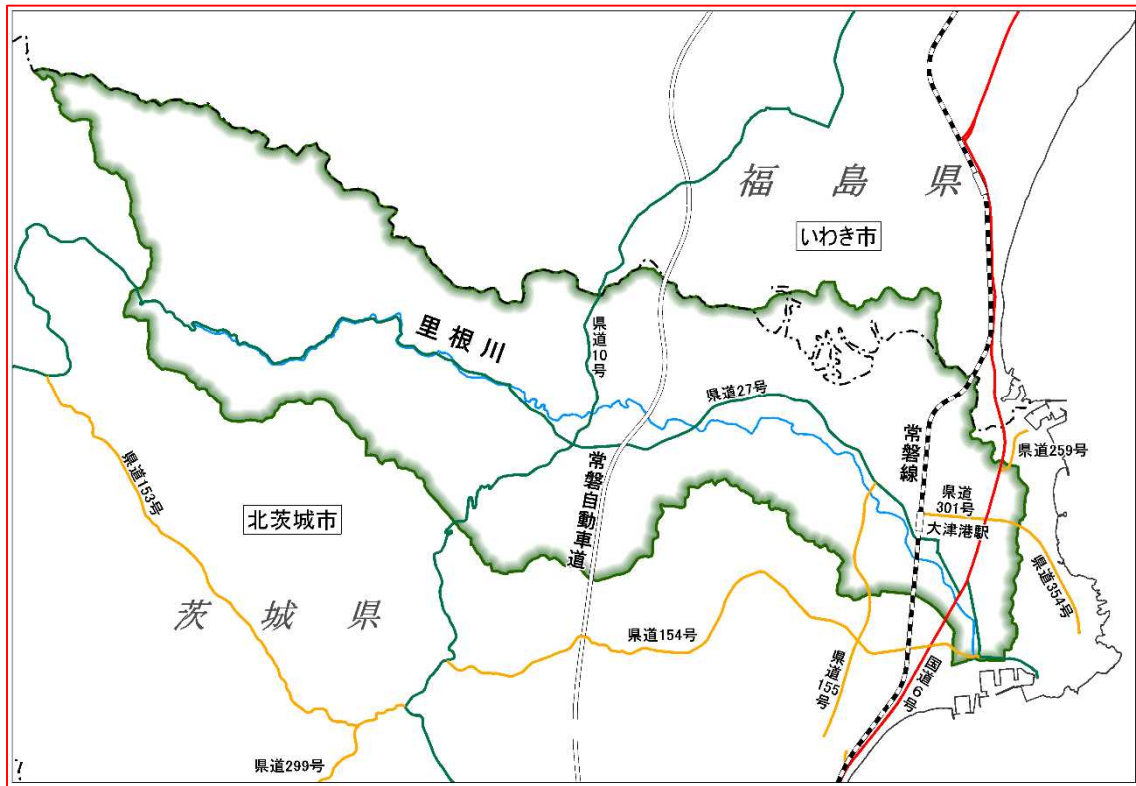 福島県
いわき市
里根川
県道10号
県道27号
常磐線
県道259号
県道153号
北茨城市
常磐自動車道
県道
301号
大津港駅
県道354号
茨城県
県道154号
県道155号
国道6号
県道299号